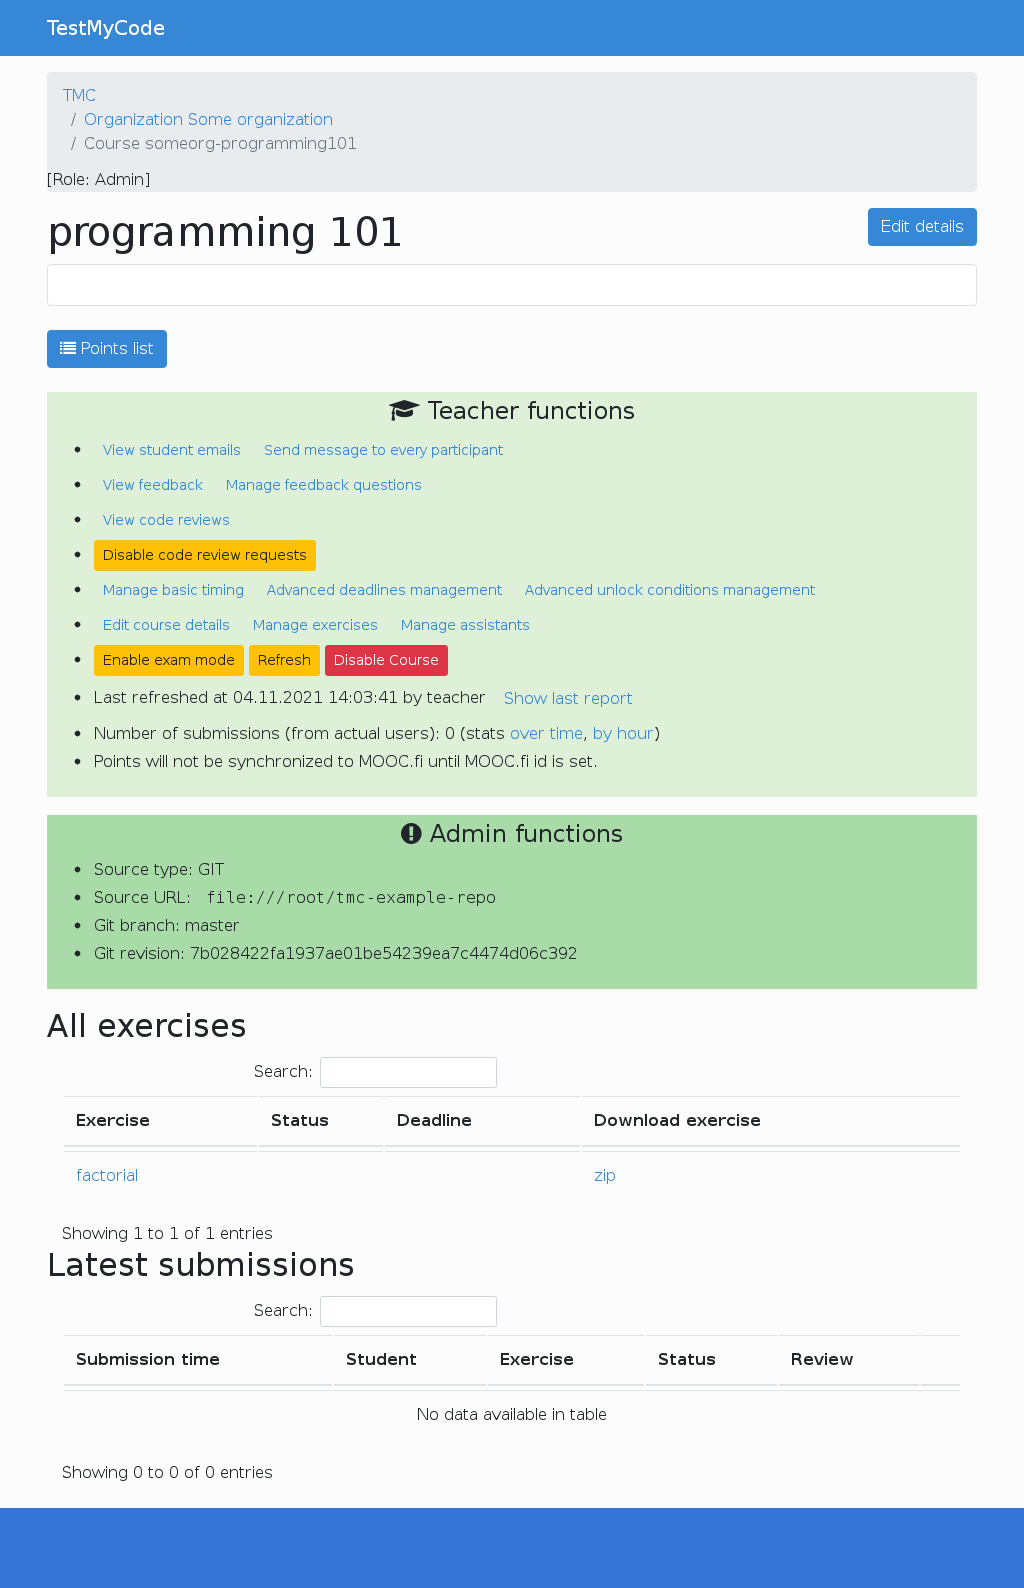 TestMyCode
TMC
/ Organization Some organization
/ Course someorg-programming101
[Role: Admin]
programming 101
Edit details
Points list
Teacher functions
• View student emails Send message to every participant
• View feedback Manage feedback questions
• View code reviews
• Disable code review requests
• Manage basic timing Advanced deadlines management Advanced unlock conditions management
• Edit course details Manage exercises Manage assistants
• Enable exam mode Refresh Disable Course
• Last refreshed at 04.11.2021 14:03:41 by teacher Show last report
• Number of submissions (from actual users): 0 (stats over time, by hour)
• Points will not be synchronized to MOOC.fi until MOOC.fi id is set.
Admin functions
• Source type: GIT
• Source URL: file:///root/tmc-example-repo
• Git branch: master
• Git revision: 7b028422fa1937ae01be54239ea7c4474d06c392
All exercises
Search:
Exercise Status Deadline Download exercise
factorial zip
Showing 1 to 1 of 1 entries
Latest submissions
Search:
Submission time Student Exercise Status Review
No data available in table
Showing 0 to 0 of 0 entries